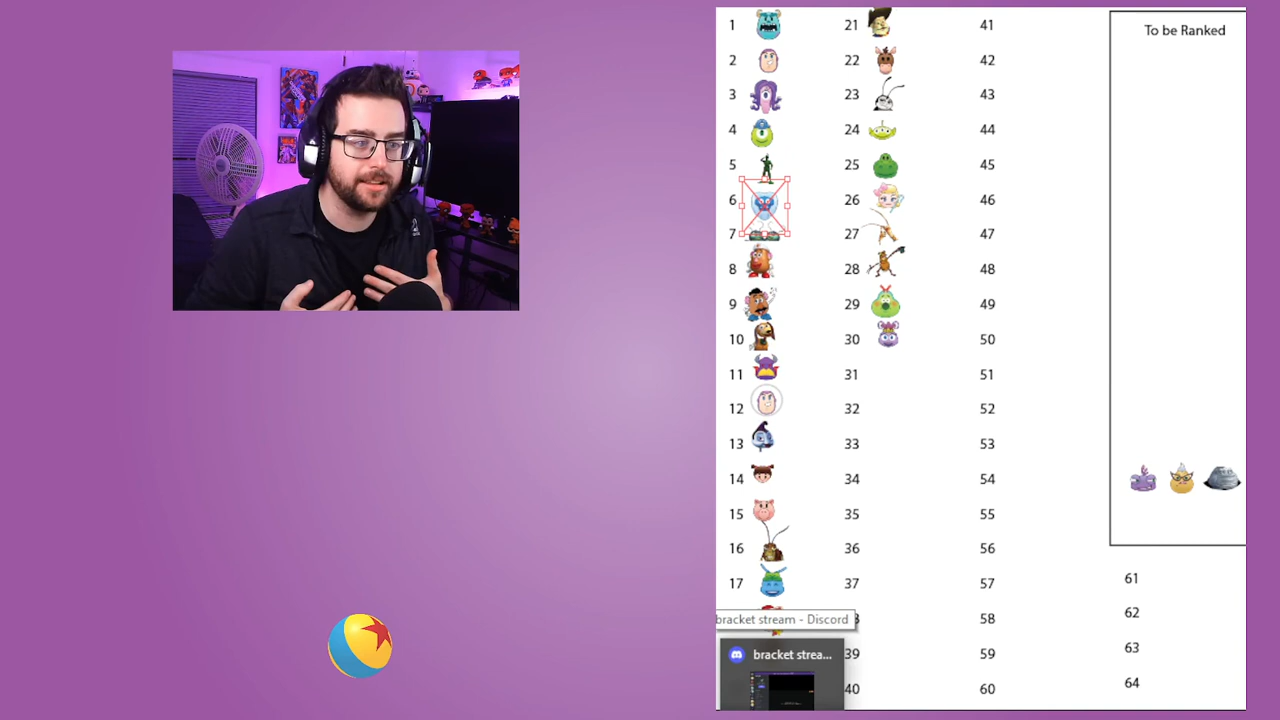 1 21 41
2 22 42
3 23 43
4 24 44
5 25 45
6 26 46
7 27 47
8 28 48
9 29 49
10 30 50
11 31 51
12 32 52
13 33 53
14 34 54
15 35 55
16 36 56
17 37 57
58
39 59
40 60
To be Ranked
61
62
63
64
bracket stream - Discord
bracket strea...